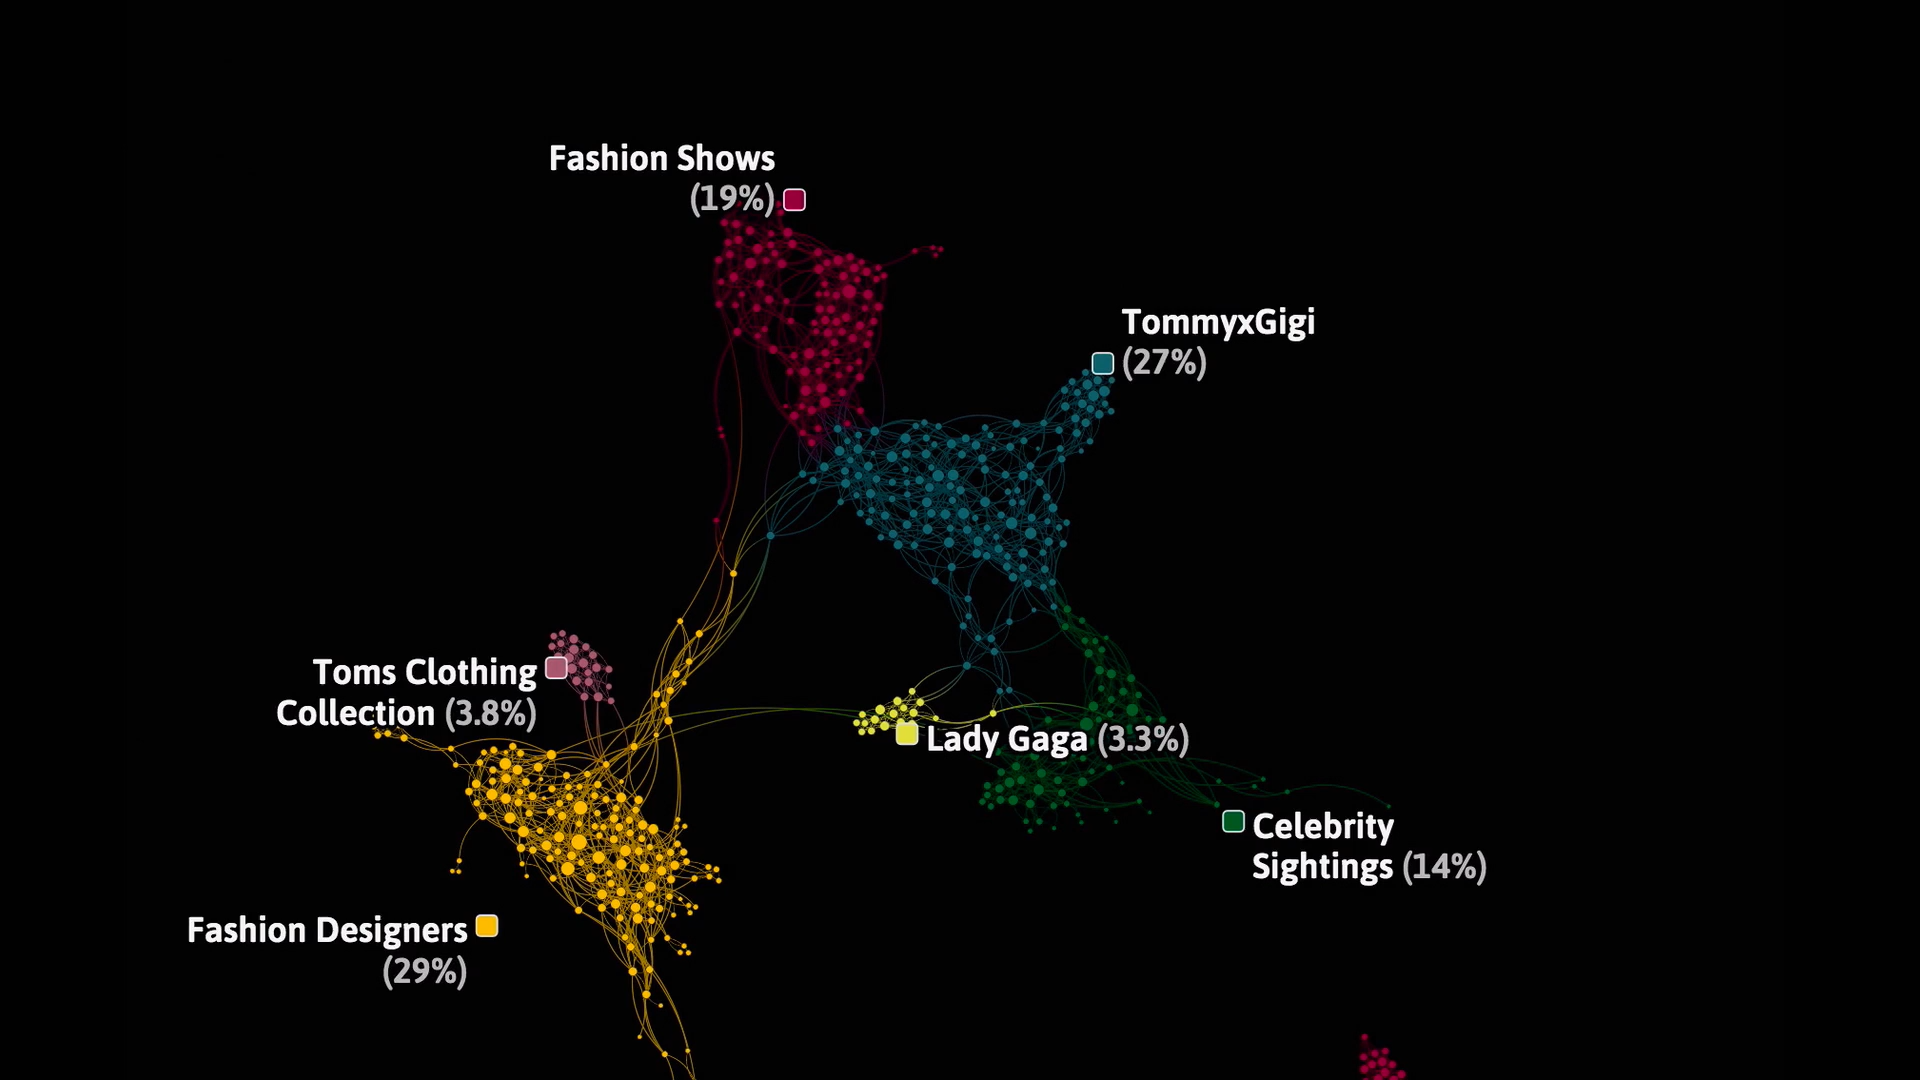 Fashion Shows
(19%)
TommyxGigi
(27%)
Toms Clothing
Collection (3.8%)
Lady Gaga (3.3%)
Celebrity
Sightings (14%)
Fashion Designers
(29%)